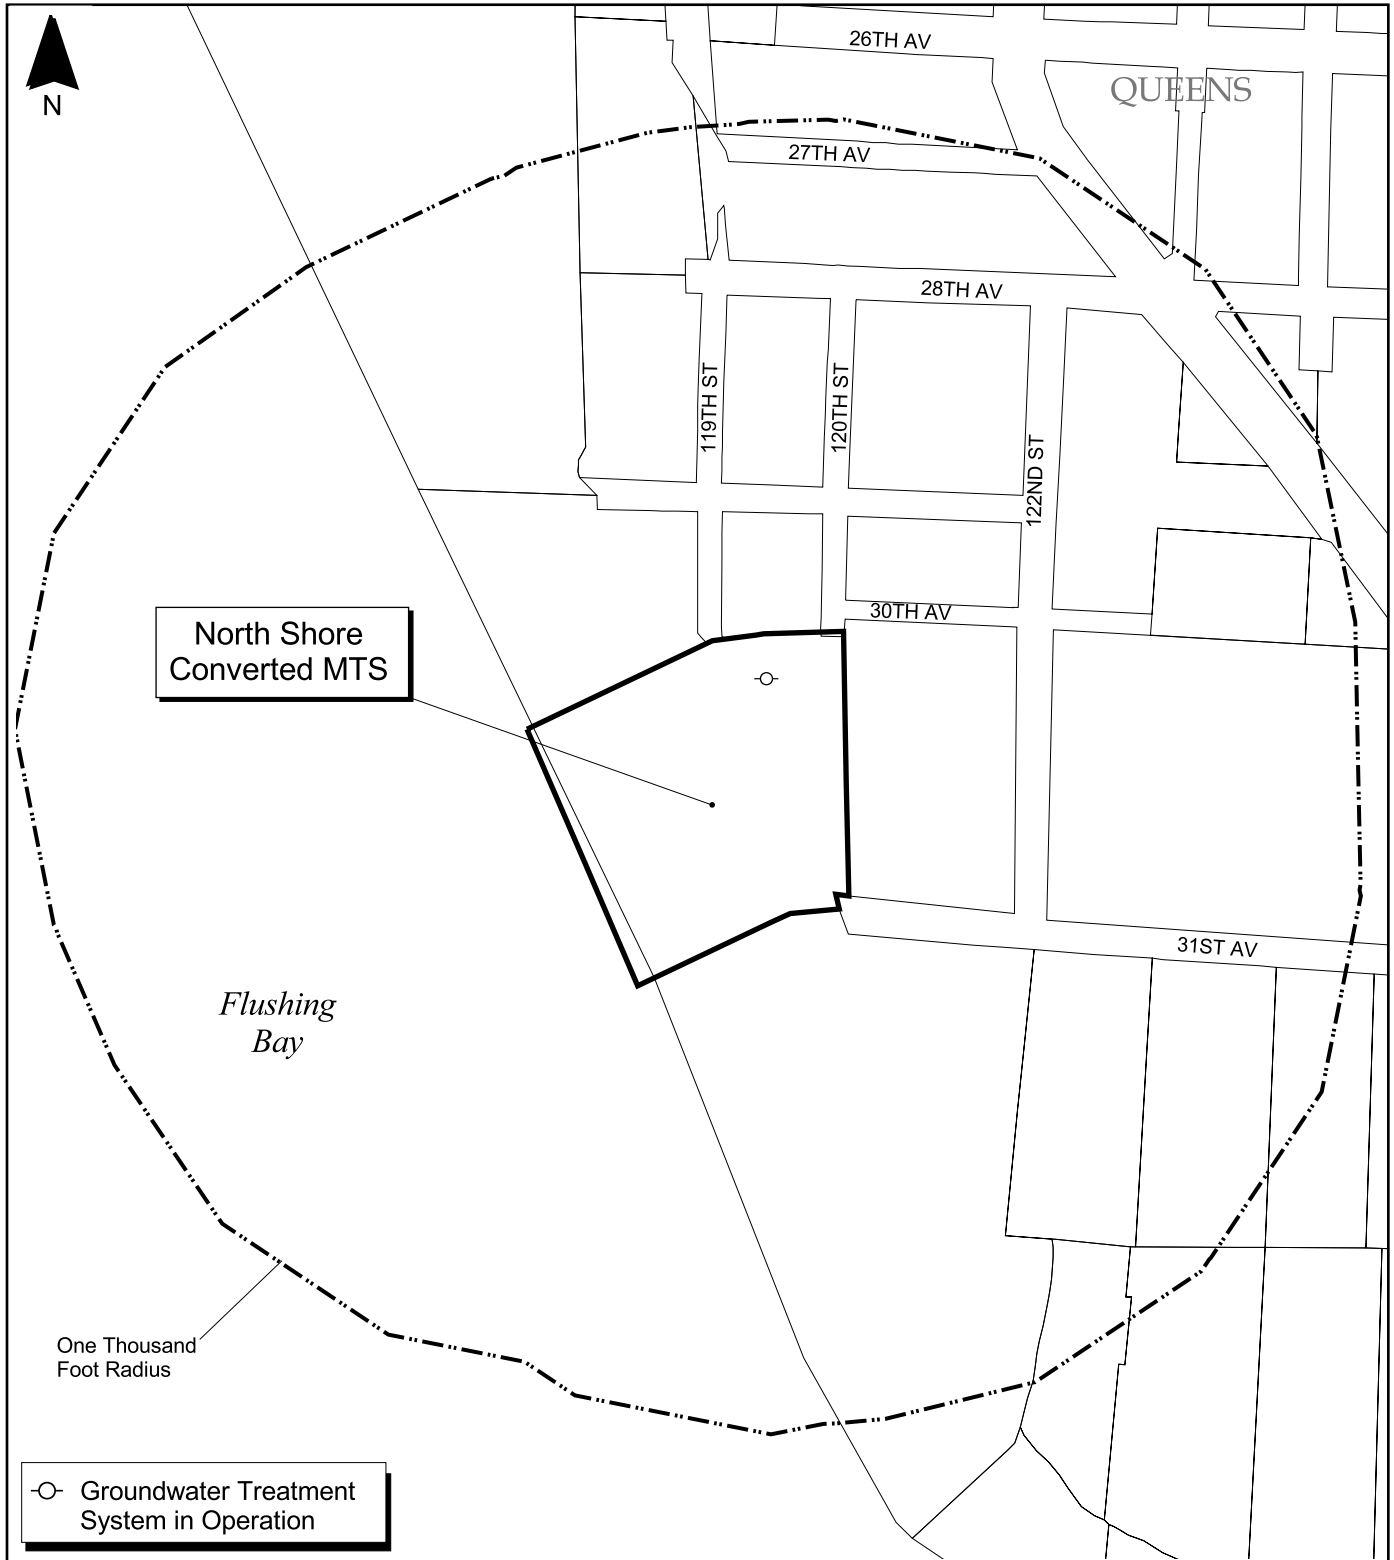 26TH AV
QUEENS
N
27TH AV
28TH AV
119TH ST
120TH ST
122ND ST
30TH AV
North Shore
Converted MTS
31ST AV
Flushing
Bay
One Thousand
Foot Radius
Groundwater Treatment
System in Operation